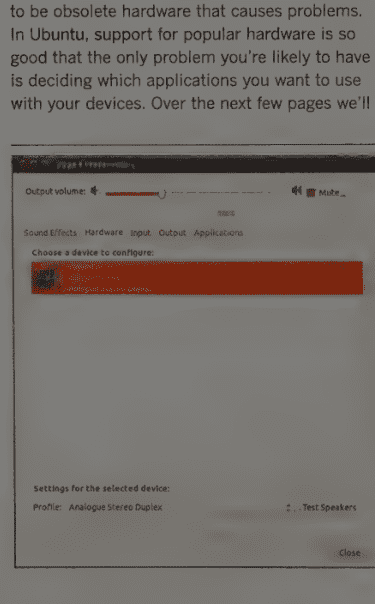 to be obsolete hardware that causes problems.
In Ubuntu, support for popular hardware is so
good that the only problem you're likely to have
is deciding which applications you want to use
with your devices. Over the next few pages we'll
Output volume:
Mute
Sound Effects Hardware Input Output Applications
Choose a device to configure:
Settings for the selected device:
Profile: Analogue Stereo Duplex
Test Speakers
Close